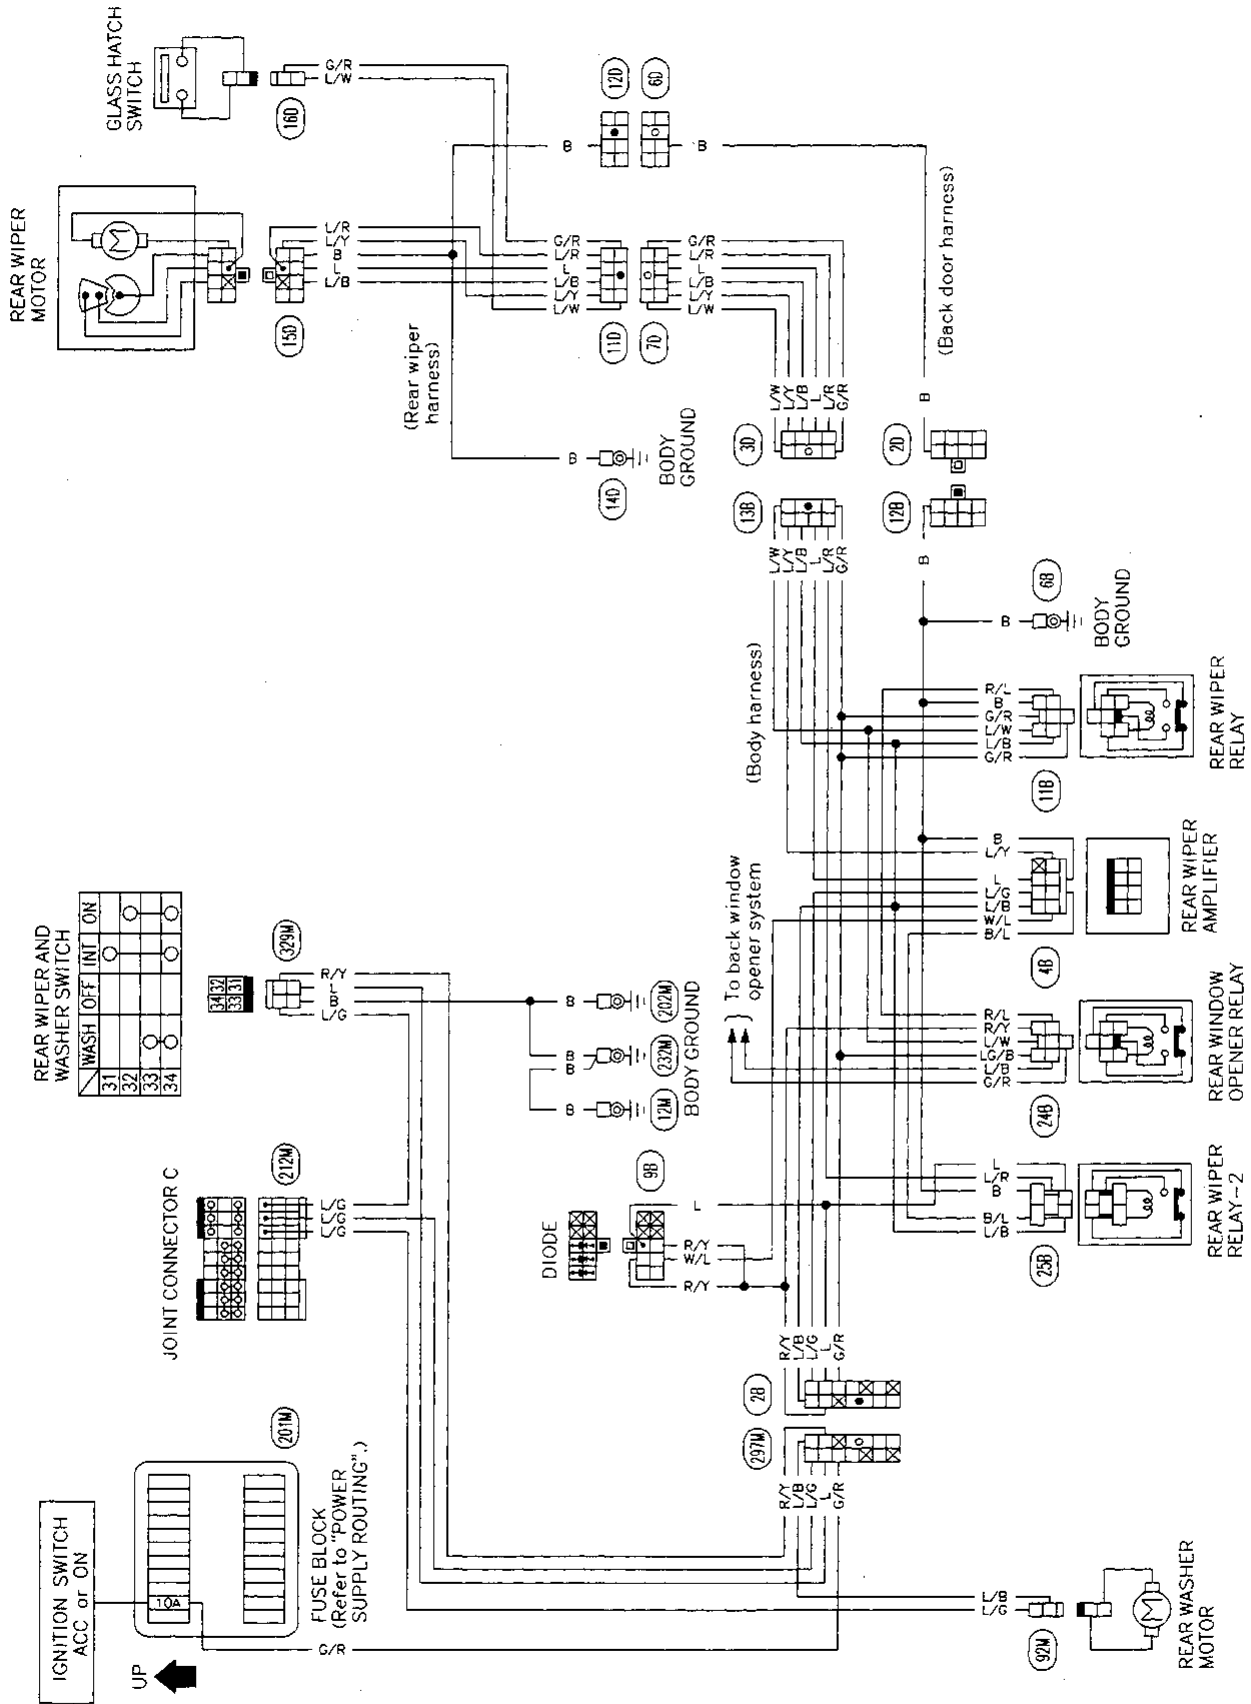 IGNITION SWITCH
ACC or ON
UP
10A
201M
FUSE BLOCK
(Refer to "POWER
SUPPLY ROUTING".)
G/R
JOINT CONNECTOR C
212M
L/G
L/G
L/G
REAR WIPER AND
WASHER SWITCH
WASH OFF INT ON
31
32
33
34
34 32
33 31
329M
R/Y
L
B
L/G
B
202M
B
B
232M
B
12M
BODY GROUND
REAR WIPER
MOTOR
M
15D
L/R
L/Y
B
L
L/B
GLASS HATCH
SWITCH
16D
G/R
L/W
(Rear wiper
harness)
B
14D
BODY
GROUND
B
12D
6D
B
G/R
L/R
L
L/B
L/Y
L/W
11D
7D
G/R
L/R
L
L/B
L/Y
L/W
(Back door harness)
L/W
L/Y
L/B
L
L/R
G/R
3D
13B
L/W
L/Y
L/B
L
L/R
G/R
B
2D
12B
B
DIODE
9B
L
R/Y
W/L
R/Y
To back window
opener system
(Body harness)
R/Y
L/B
L/G
L
G/R
2B
297M
R/Y
L/B
L/G
L
G/R
B
6B
BODY
GROUND
R/L
B
G/R
L/W
L/B
G/R
11B
REAR WIPER
RELAY
B
L/Y
L
L/G
L/B
W/L
B/L
4B
REAR WIPER
AMPLIFIER
R/L
R/Y
L/W
LG/B
L/B
G/R
24B
REAR WINDOW
OPENER RELAY
L
L/R
B
B/L
L/B
25B
REAR WIPER
RELAY-2
L/B
L/G
92M
M
REAR WASHER
MOTOR